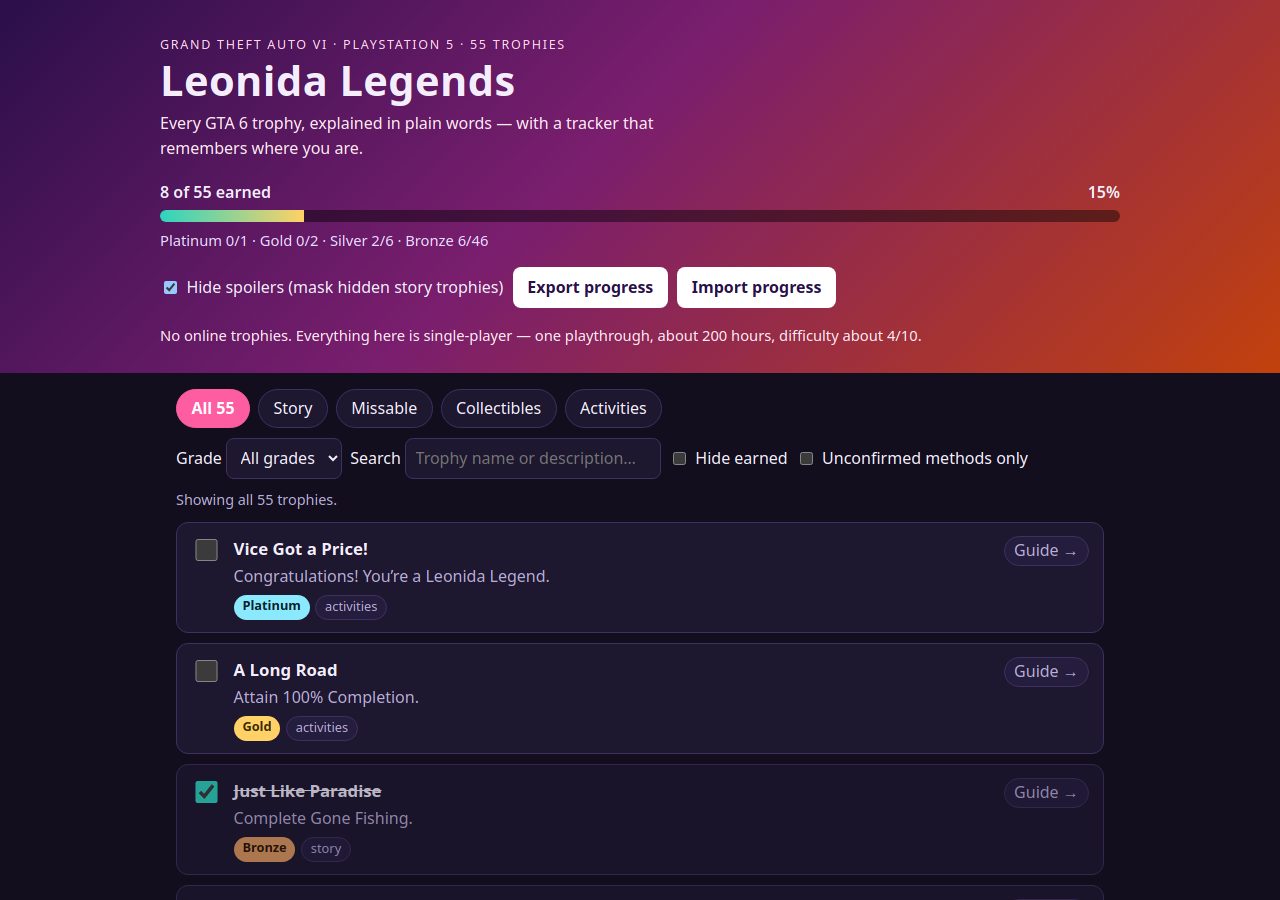 GRAND THEFT AUTO VI · PLAYSTATION 5 · 55 TROPHIES
Leonida Legends
Every GTA 6 trophy, explained in plain words — with a tracker that
remembers where you are.
8 of 55 earned 15%
Platinum 0/1 · Gold 0/2 · Silver 2/6 · Bronze 6/46
Hide spoilers (mask hidden story trophies) Export progress Import progress
No online trophies. Everything here is single-player — one playthrough, about 200 hours, difficulty about 4/10.
All 55 Story Missable Collectibles Activities
Grade All grades Search Trophy name or description... Hide earned Unconfirmed methods only
Showing all 55 trophies.
Vice Got a Price! Guide →
Congratulations! You’re a Leonida Legend.
Platinum activities
A Long Road Guide →
Attain 100% Completion.
Gold activities
Just Like Paradise Guide →
Complete Gone Fishing.
Bronze story